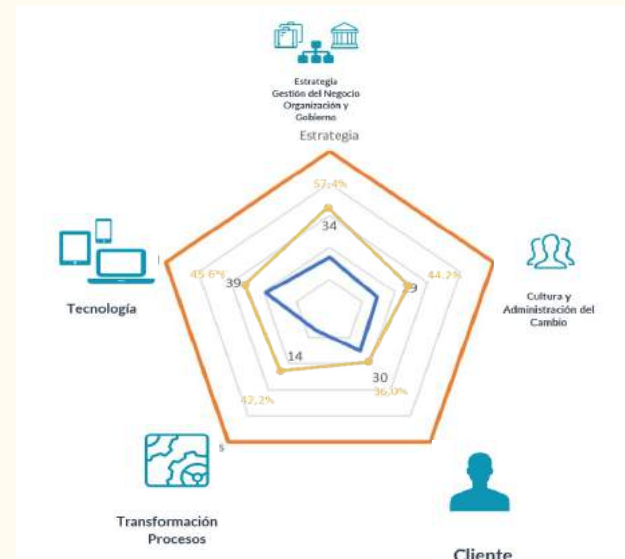 Estrategia
Gestión del Negocio
Organización y
Gobierno
Estrategia
57,4%
34
45,6%
39
44,2%
9
Tecnología
Cultura y
Administración del
Cambio
14
30
42,2%
36,0%
s
Transformación
Procesos
Cliente